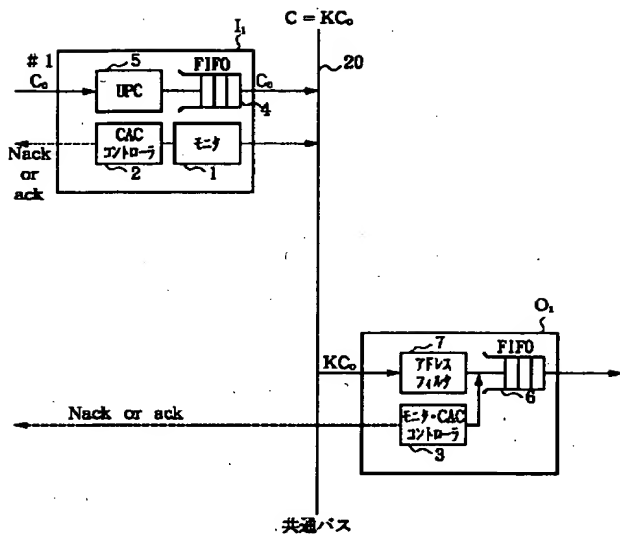 C = KC₀
I₁
20
# 1
5
FIFO
C₀
UPC
C₀
4
CAC
コントローラ
モニタ
Nack
or
ack
2
1
O₁
7
FIFO
KC₀
アドレス
フィルタ
6
Nack or ack
モニタ・CAC
コントローラ
3
共通バス